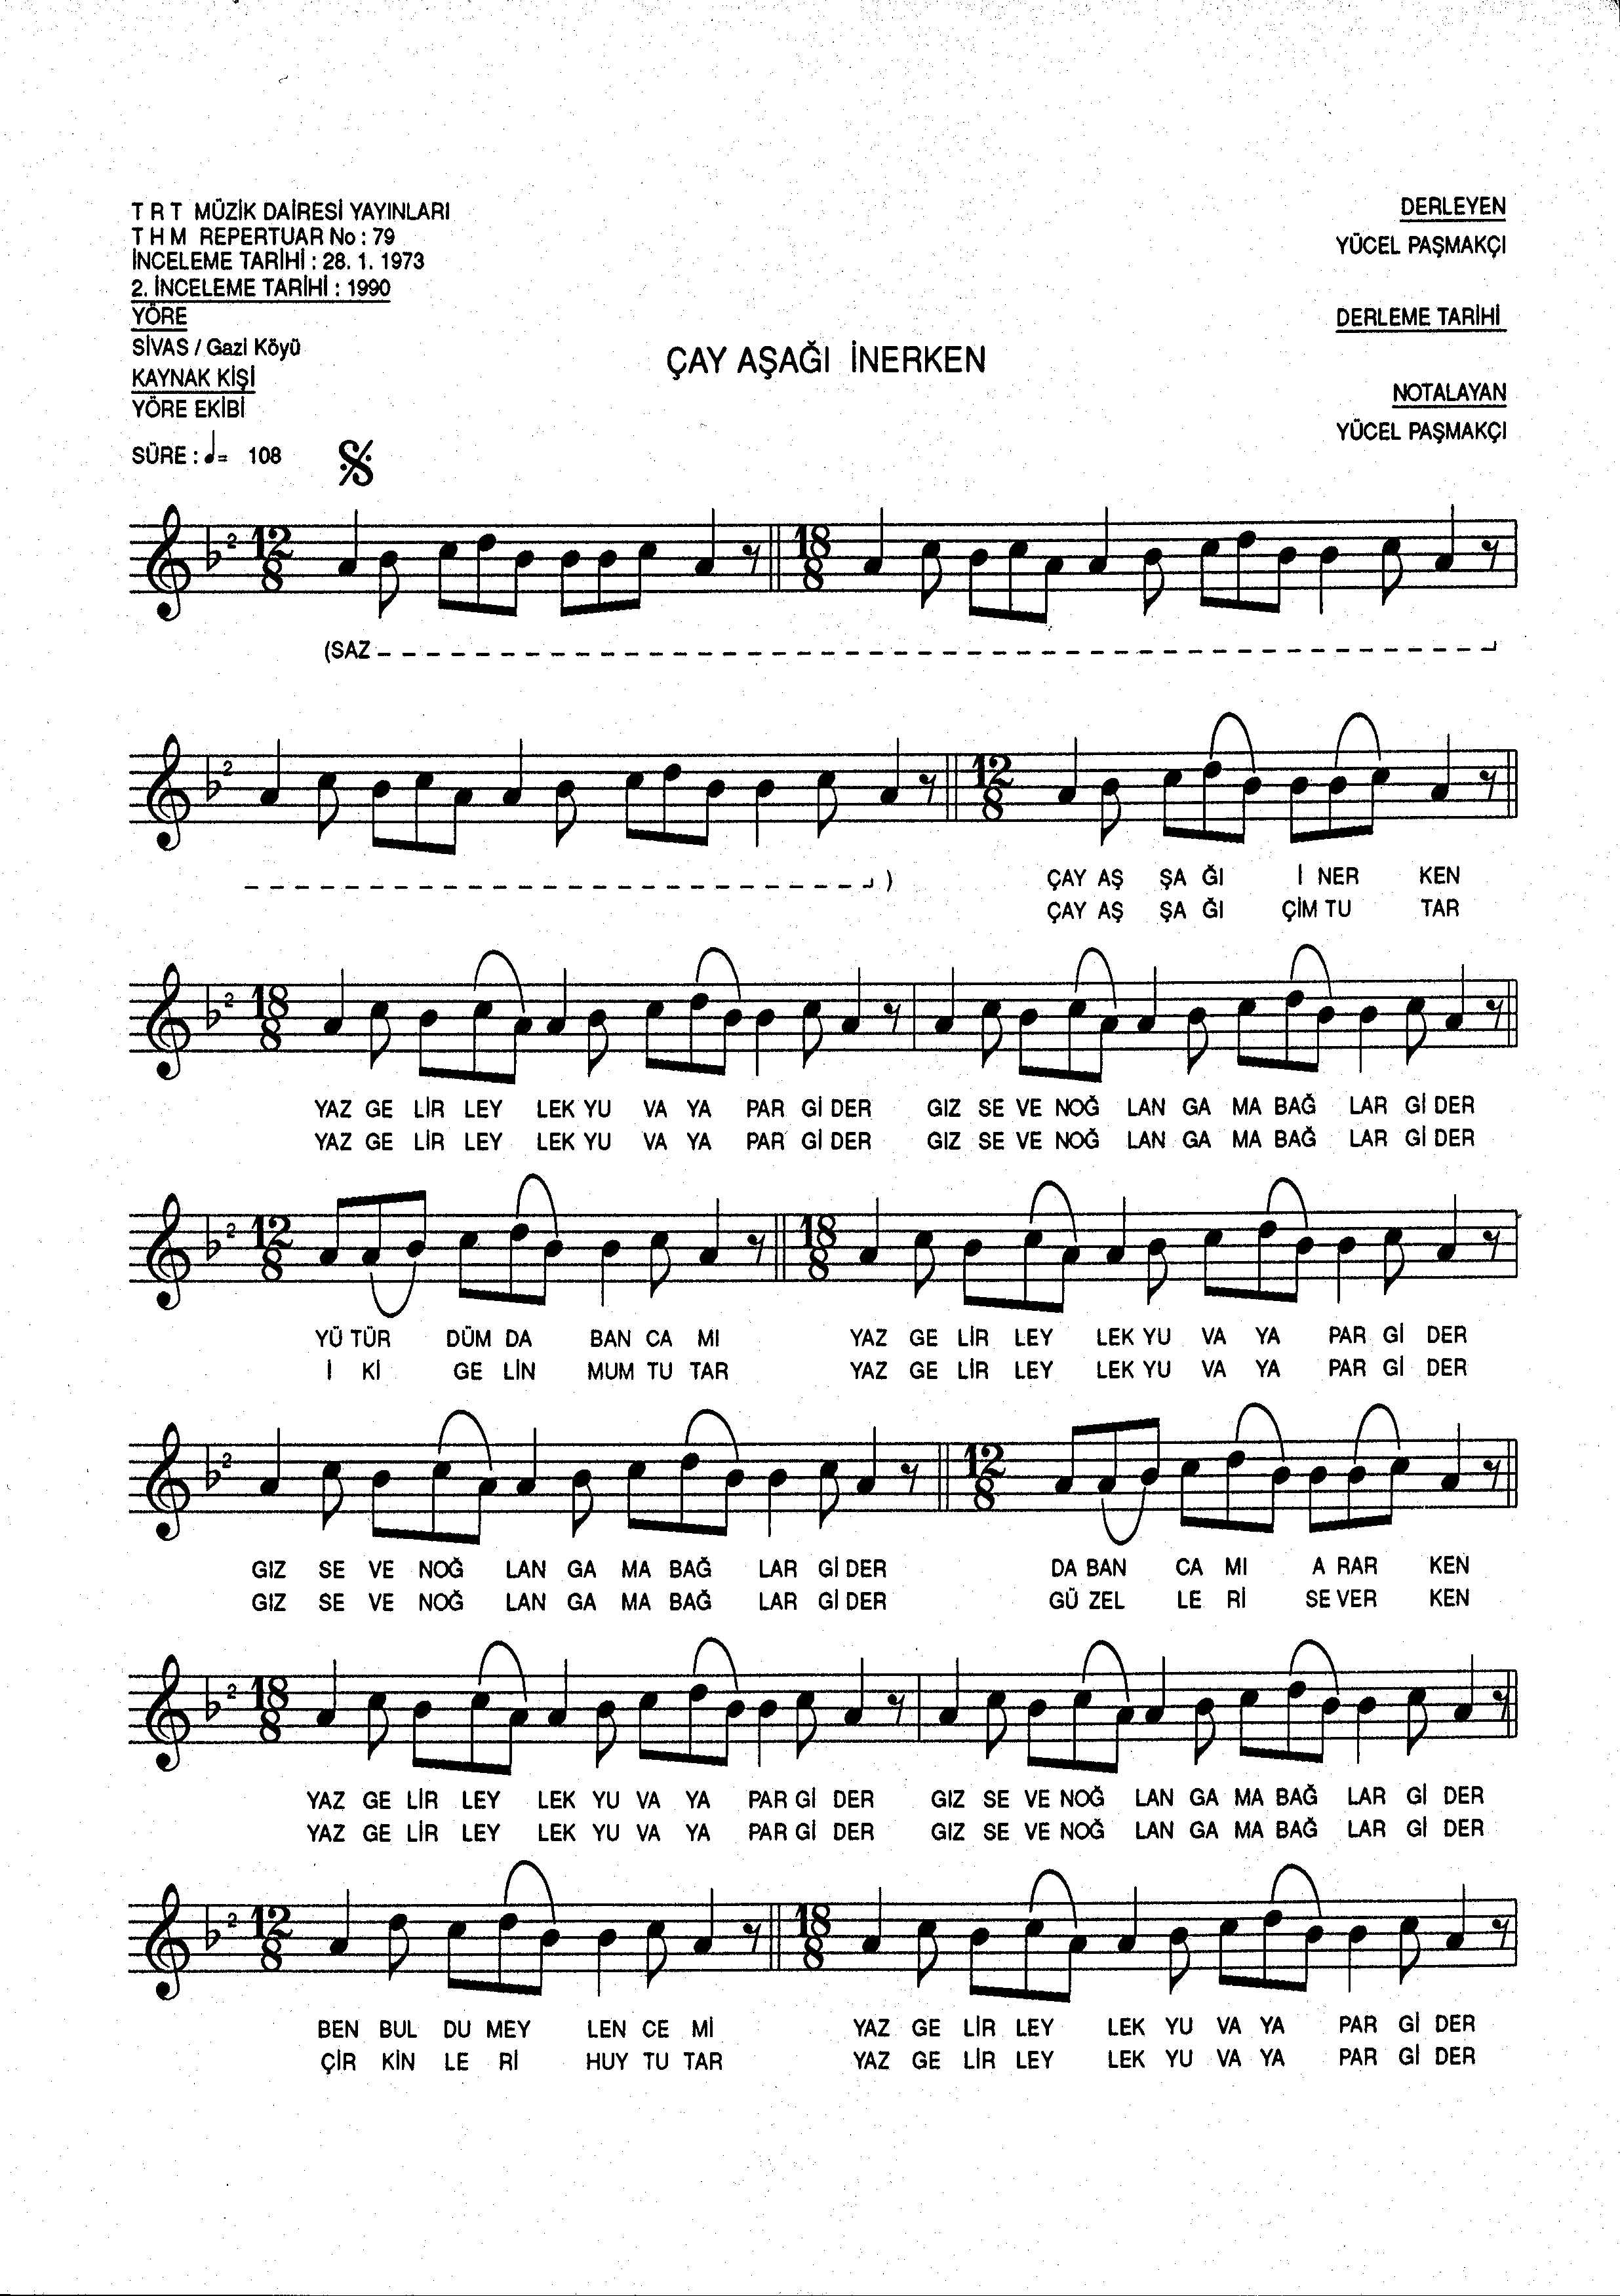 T R T MÜZİK DAİRESİ YAYINLARI
T H M REPERTUAR No : 79
İNCELEME TARİHİ : 28. 1. 1973
2. İNCELEME TARİHİ : 1990
YÖRE
SİVAS / Gazi Köyü
KAYNAK KİŞİ
YÖRE EKİBİ
SÜRE : ♩= 108
ÇAY AŞAĞI İNERKEN
DERLEYEN
YÜCEL PAŞMAKÇI
DERLEME TARİHİ
NOTALAYAN
YÜCEL PAŞMAKÇI
2 12/8 18/8
(SAZ
2 12/8
)
ÇAY AŞ ŞA ĞI İ NER KEN
ÇAY AŞ ŞA ĞI ÇİM TU TAR
2 18/8
YAZ GE LİR LEY LEK YU VA YA PAR Gİ DER GIZ SE VE NOĞ LAN GA MA BAĞ LAR Gİ DER
YAZ GE LİR LEY LEK YU VA YA PAR Gİ DER GIZ SE VE NOĞ LAN GA MA BAĞ LAR Gİ DER
2 12/8 18/8
YÜ TÜR DÜM DA BAN CA MI YAZ GE LİR LEY LEK YU VA YA PAR Gİ DER
İ Kİ GE LİN MUM TU TAR YAZ GE LİR LEY LEK YU VA YA PAR Gİ DER
2 12/8
GIZ SE VE NOĞ LAN GA MA BAĞ LAR Gİ DER DA BAN CA MI A RAR KEN
GIZ SE VE NOĞ LAN GA MA BAĞ LAR Gİ DER GÜ ZEL LE Rİ SE VER KEN
2 18/8
YAZ GE LİR LEY LEK YU VA YA PAR Gİ DER GIZ SE VE NOĞ LAN GA MA BAĞ LAR Gİ DER
YAZ GE LİR LEY LEK YU VA YA PAR Gİ DER GIZ SE VE NOĞ LAN GA MA BAĞ LAR Gİ DER
2 12/8 18/8
BEN BUL DU MEY LEN CE Mİ YAZ GE LİR LEY LEK YU VA YA PAR Gİ DER
ÇİR KİN LE Rİ HUY TU TAR YAZ GE LİR LEY LEK YU VA YA PAR Gİ DER